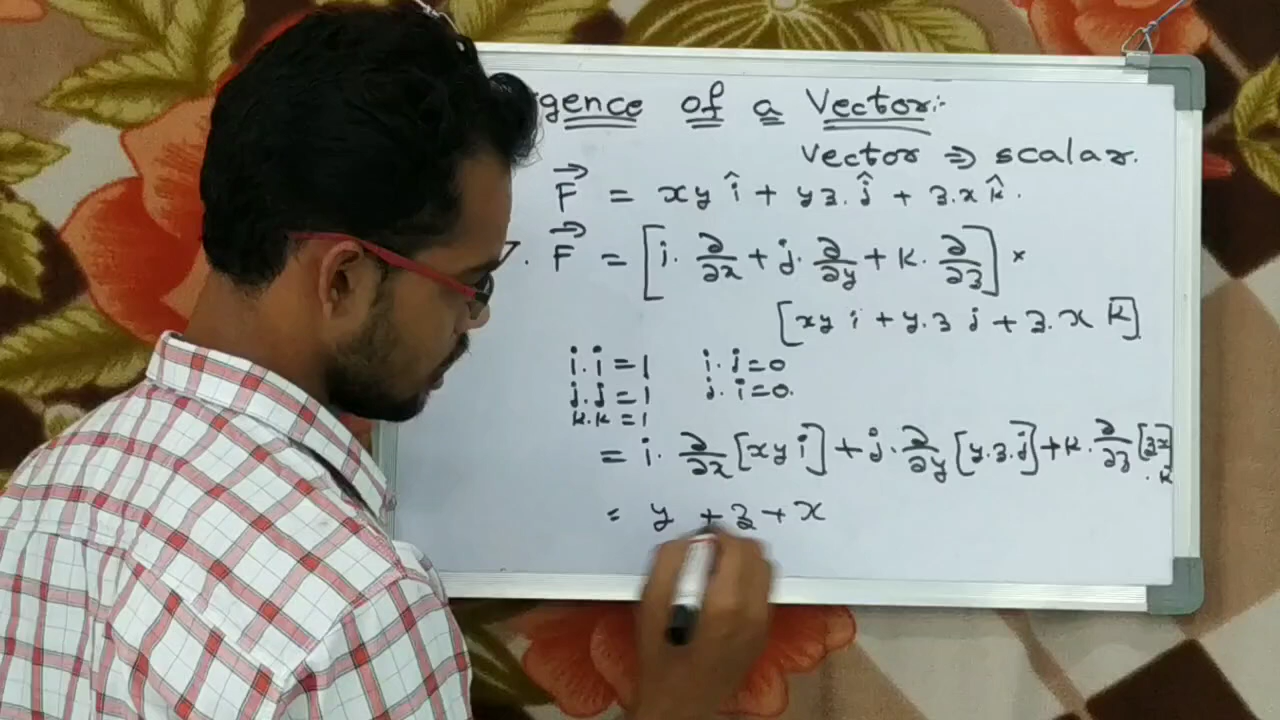 gence of a Vector:-
Vector ⇒ scalar.
F⃗ = xy î + yz. ĵ + z.x k̂.
∇. F⃗ = [i. ∂/∂x + j. ∂/∂y + k. ∂/∂z] ×
[xy i + y.z j + z.x k]
i.i = 1 i.j = 0
j.j = 1 j.i = 0.
k.k = 1
= i. ∂/∂x [xy i] + j. ∂/∂y [y.z.j] + k. ∂/∂z [zx.k]
= y + z + x